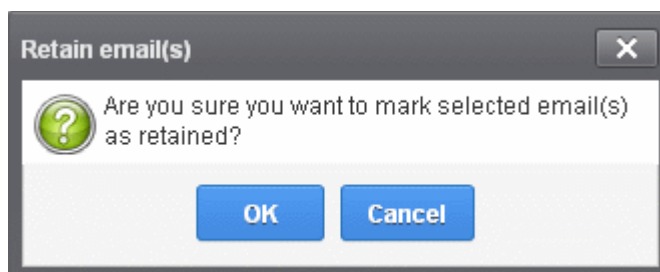 Retain email(s)
Are you sure you want to mark selected email(s)
as retained?
OK
Cancel